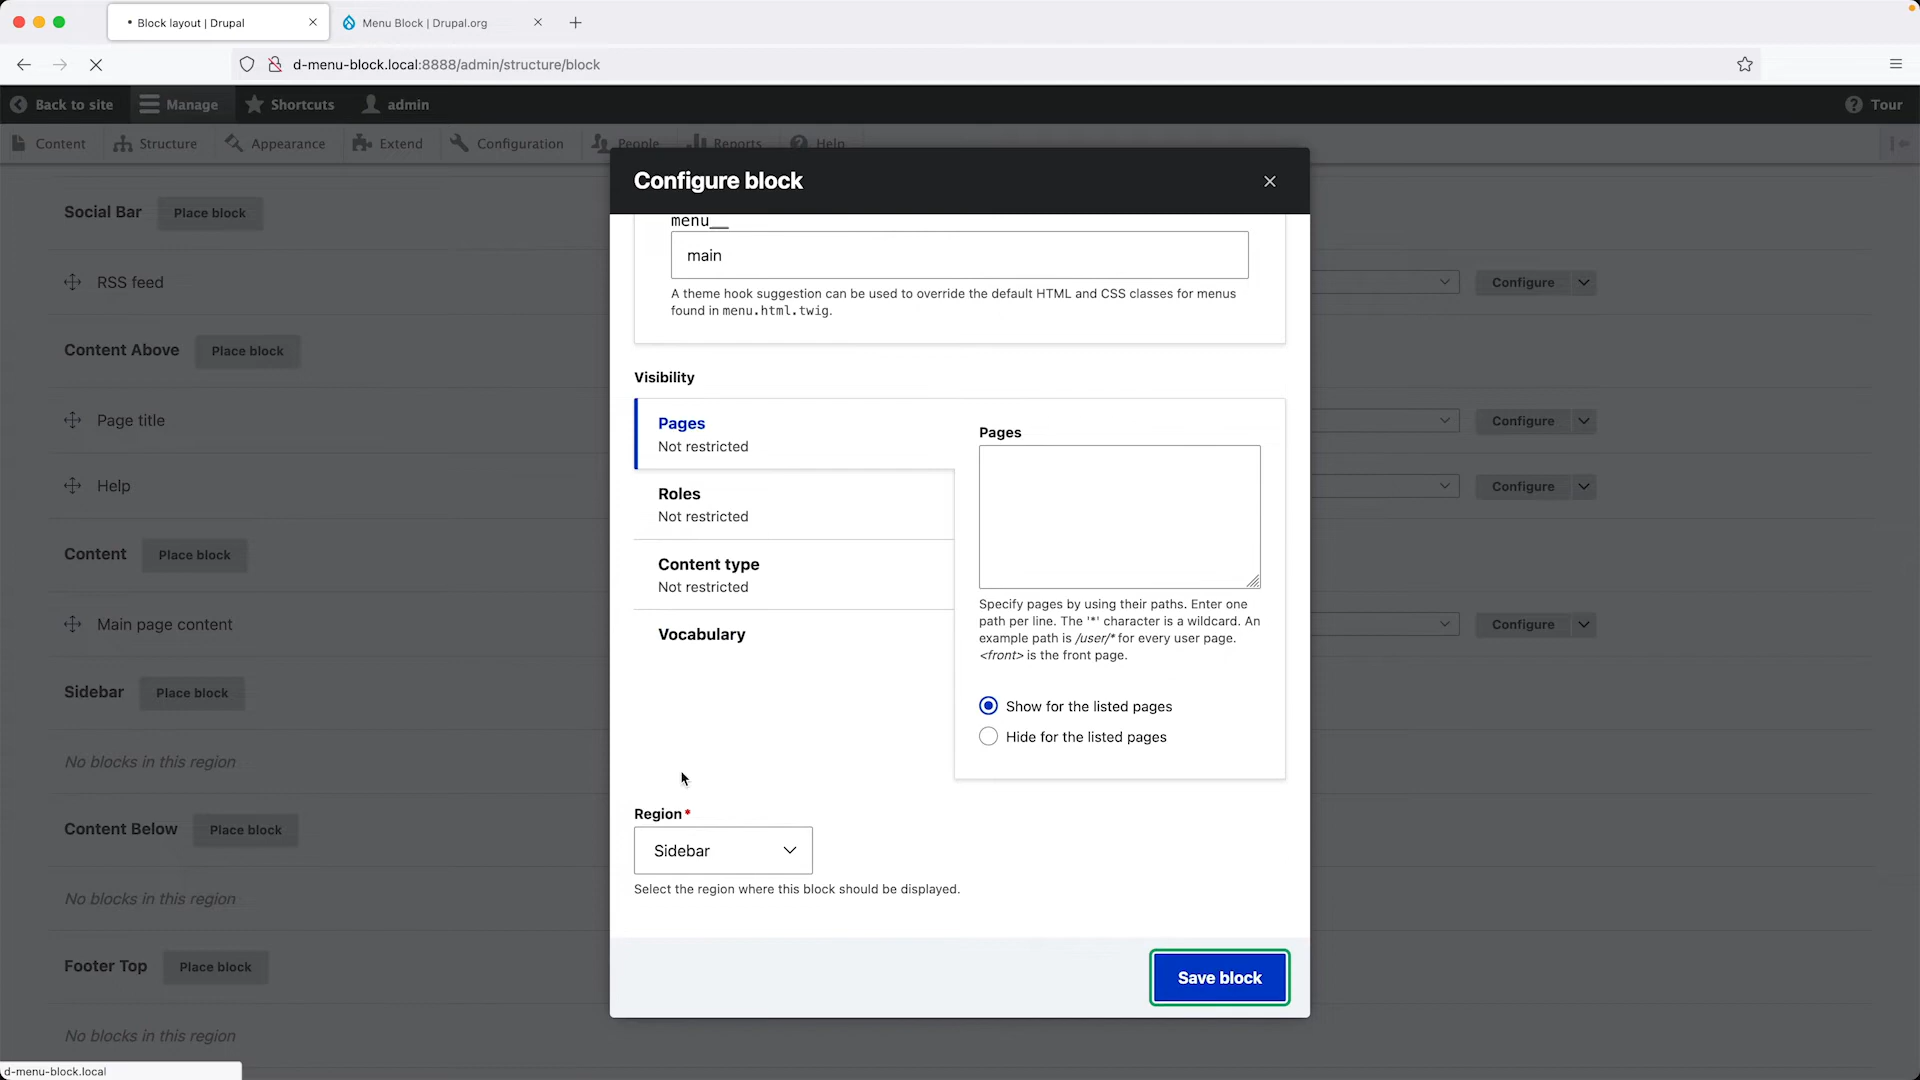 Block layout | Drupal
Menu Block | Drupal.org
d-menu-block.local:8888/admin/structure/block
Back to site
Manage
Shortcuts
admin
Tour
Content
Structure
Appearance
Extend
Configuration
People
Reports
Help
Configure block
Social Bar
Place block
menu__
main
RSS feed
Configure
A theme hook suggestion can be used to override the default HTML and CSS classes for menus
found in menu.html.twig.
Content Above
Place block
Visibility
Page title
Configure
Pages
Not restricted
Pages
Help
Configure
Roles
Not restricted
Content
Place block
Content type
Not restricted
Specify pages by using their paths. Enter one
path per line. The '*' character is a wildcard. An
example path is /user/* for every user page.
<front> is the front page.
Main page content
Configure
Vocabulary
Sidebar
Place block
Show for the listed pages
Hide for the listed pages
No blocks in this region
Region*
Content Below
Place block
Sidebar
Select the region where this block should be displayed.
No blocks in this region
Footer Top
Place block
Save block
No blocks in this region
d-menu-block.local